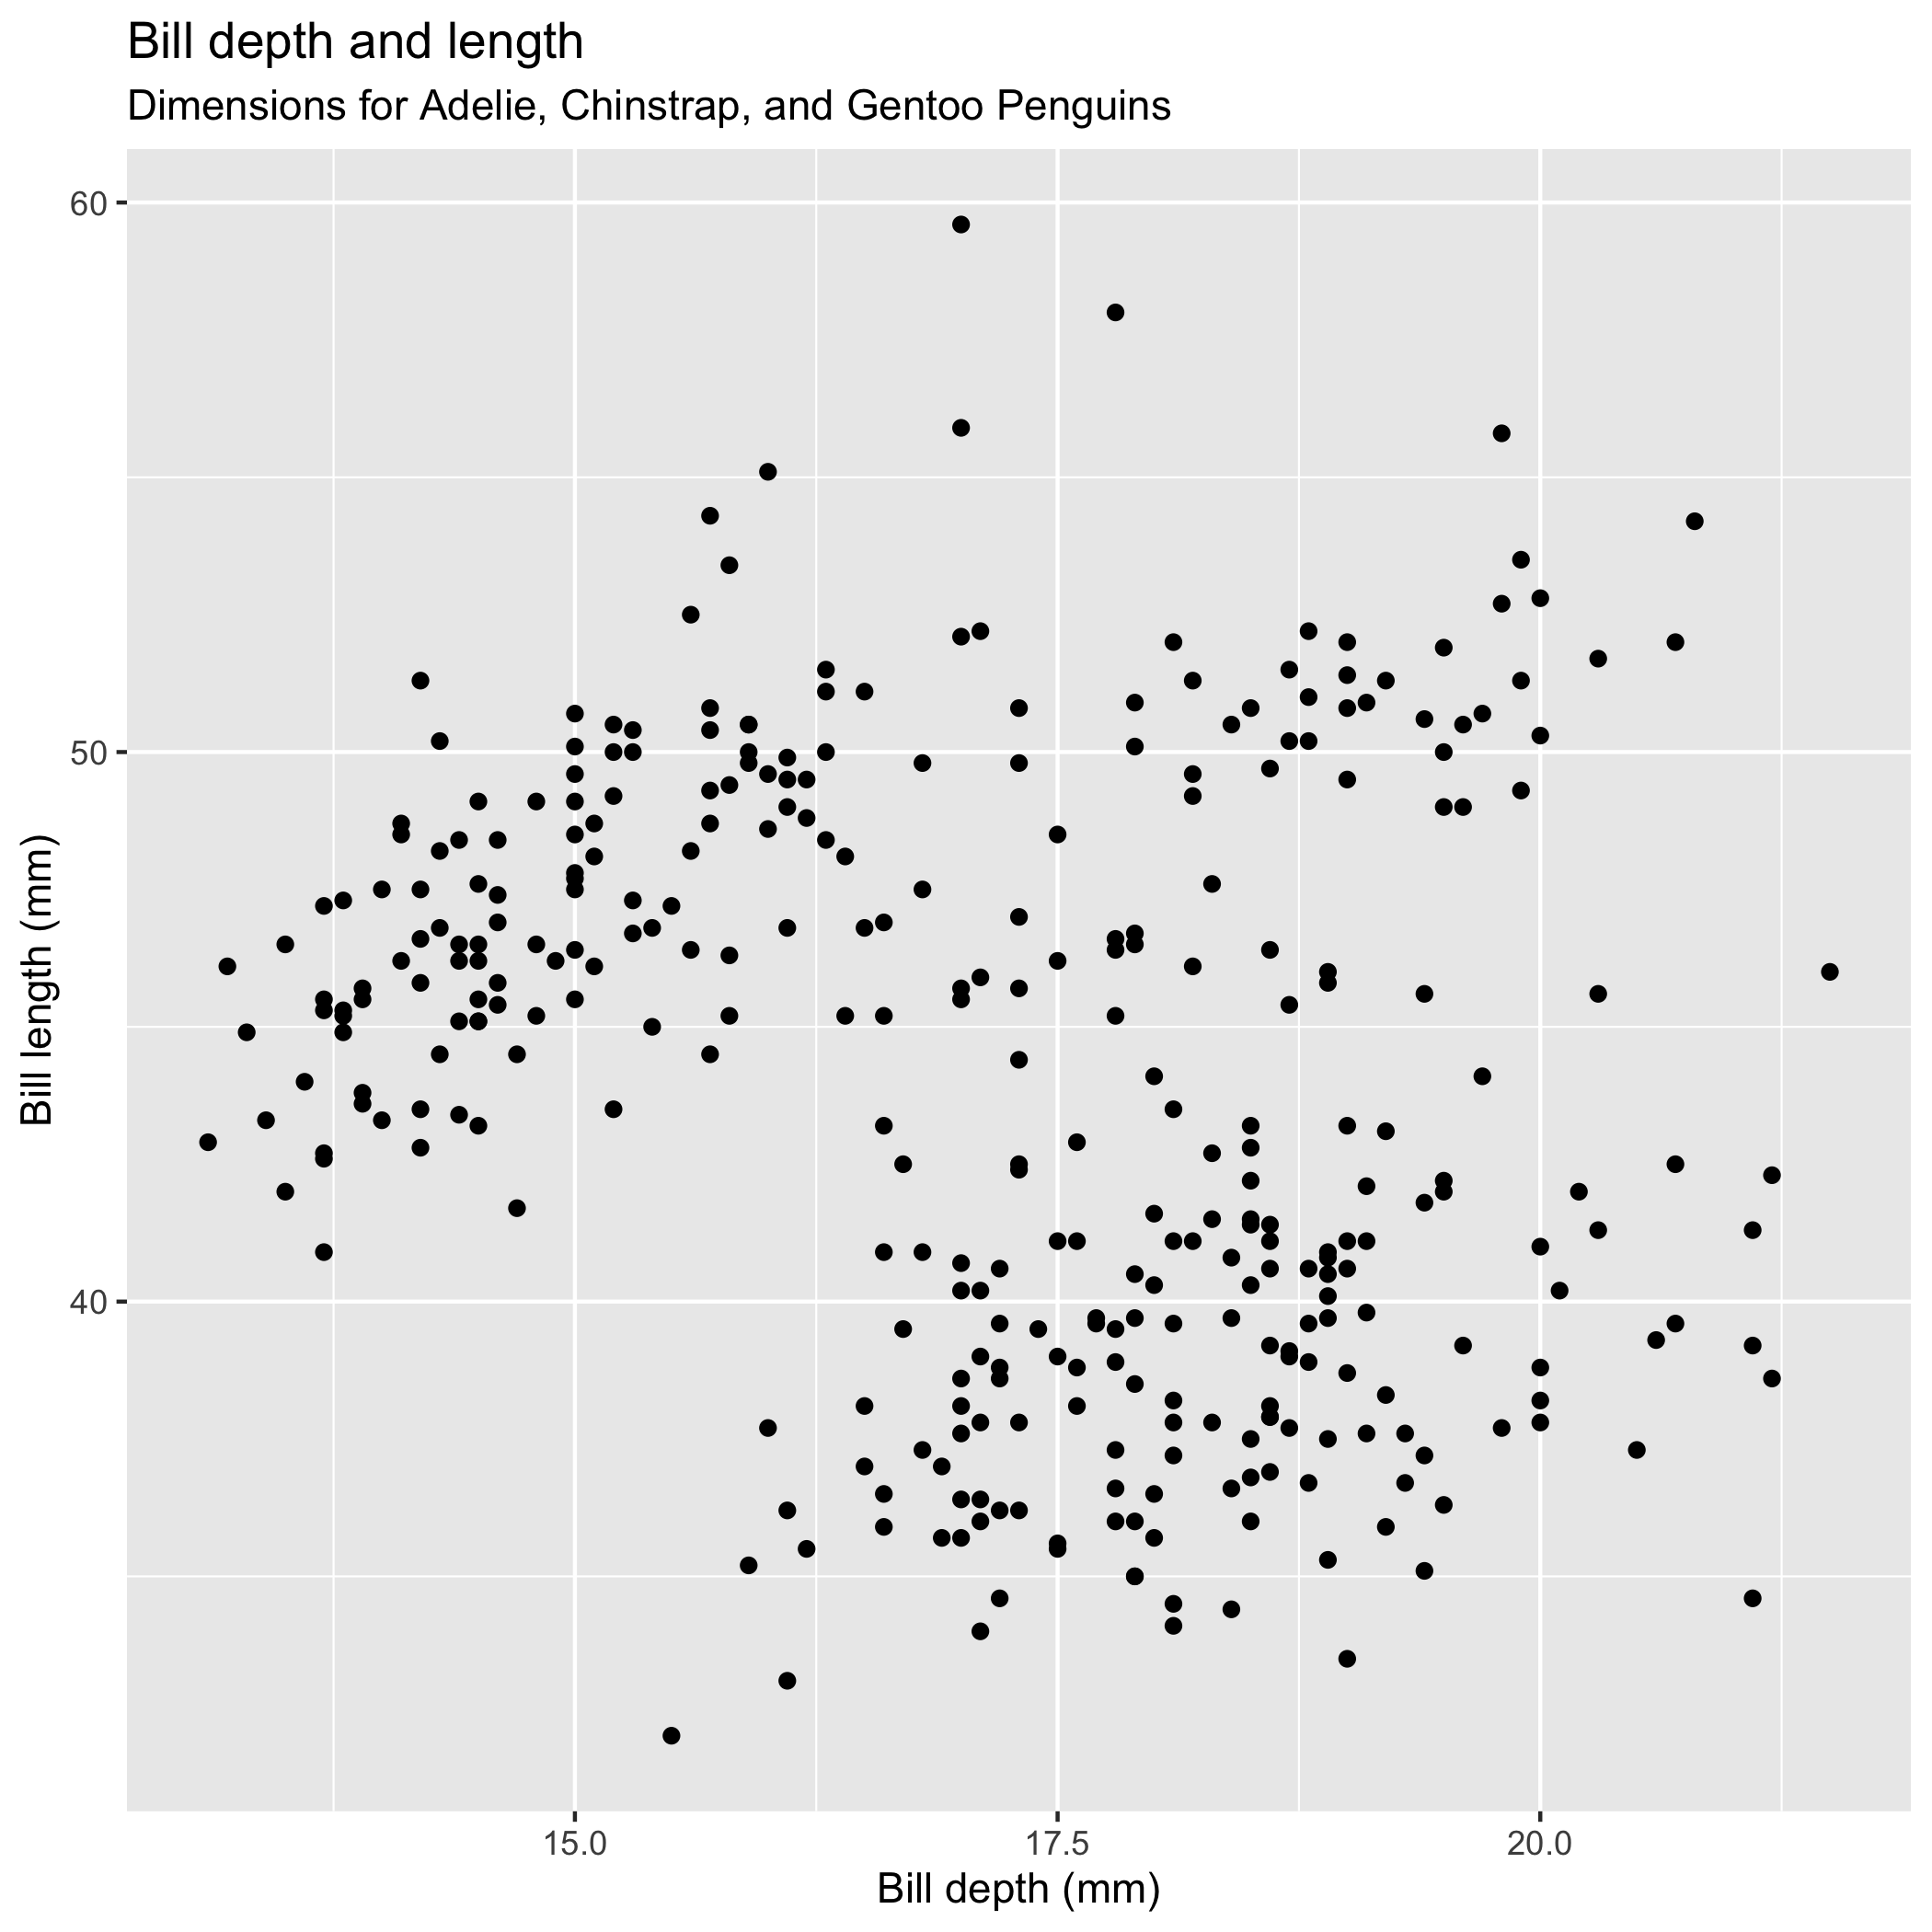 Bill depth and length
Dimensions for Adelie, Chinstrap, and Gentoo Penguins
60
50
40
Bill length (mm)
15.0 17.5 20.0
Bill depth (mm)